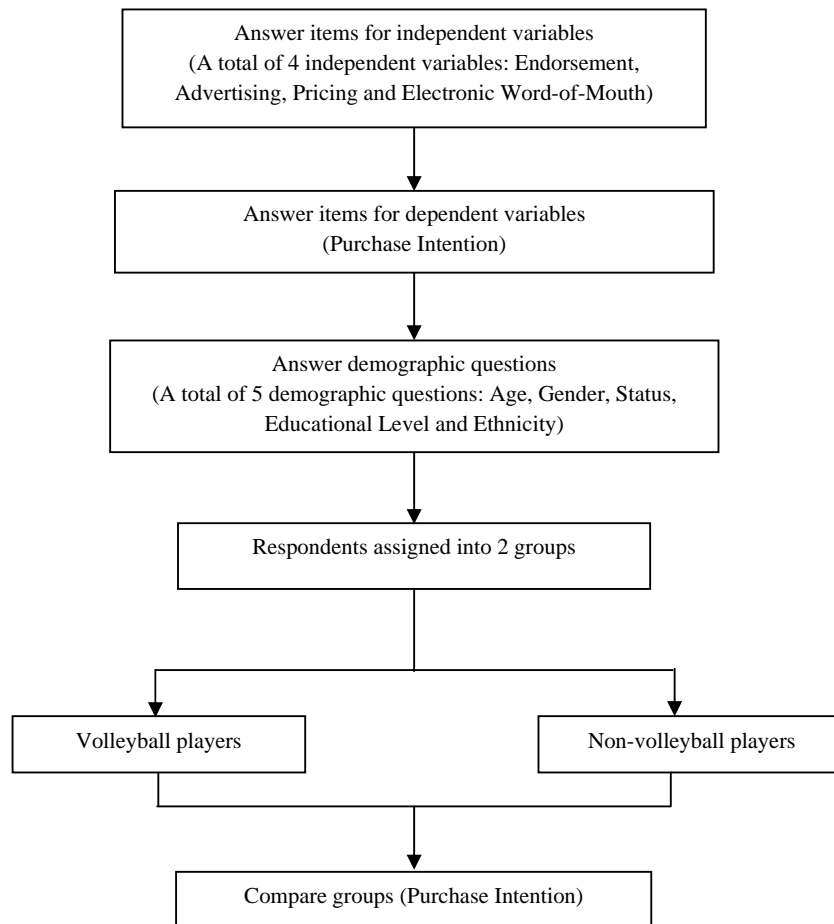 Answer items for independent variables
(A total of 4 independent variables: Endorsement,
Advertising, Pricing and Electronic Word-of-Mouth)
Answer items for dependent variables
(Purchase Intention)
Answer demographic questions
(A total of 5 demographic questions: Age, Gender, Status,
Educational Level and Ethnicity)
Respondents assigned into 2 groups
Volleyball players
Non-volleyball players
Compare groups (Purchase Intention)